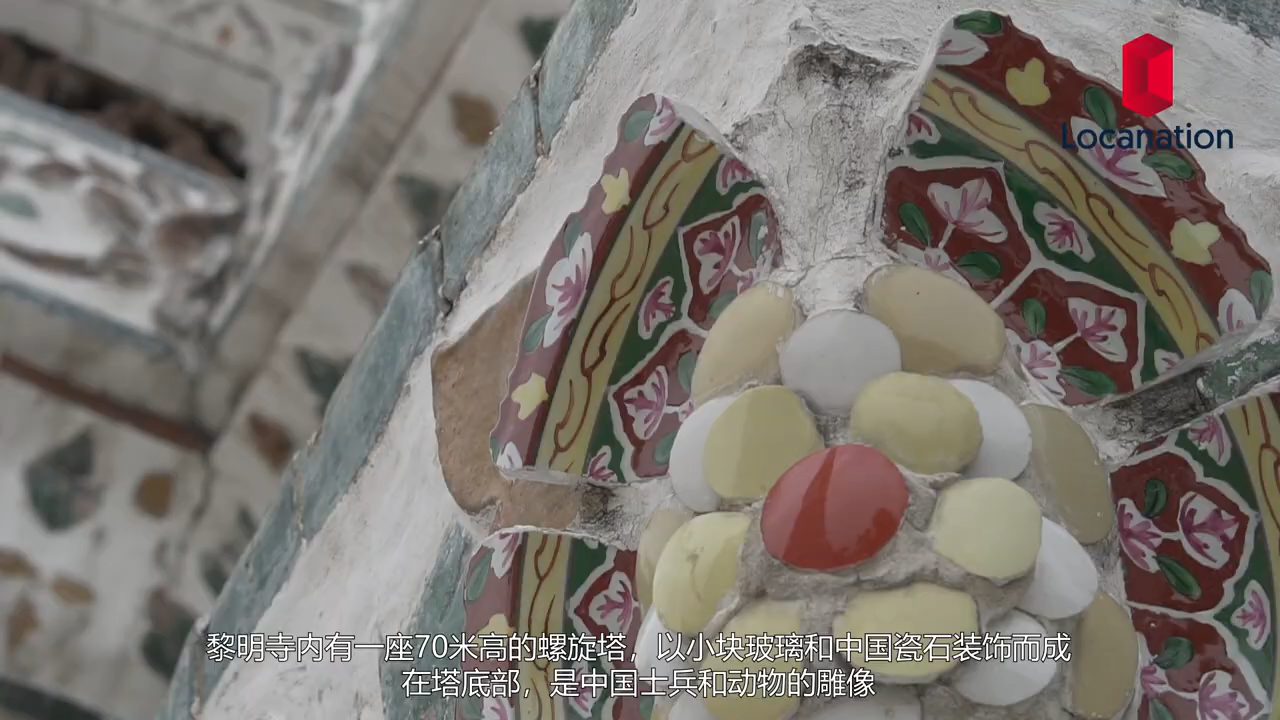 Locanation
黎明寺内有一座70米高的螺旋塔，以小块玻璃和中国瓷石装饰而成
在塔底部，是中国士兵和动物的雕像